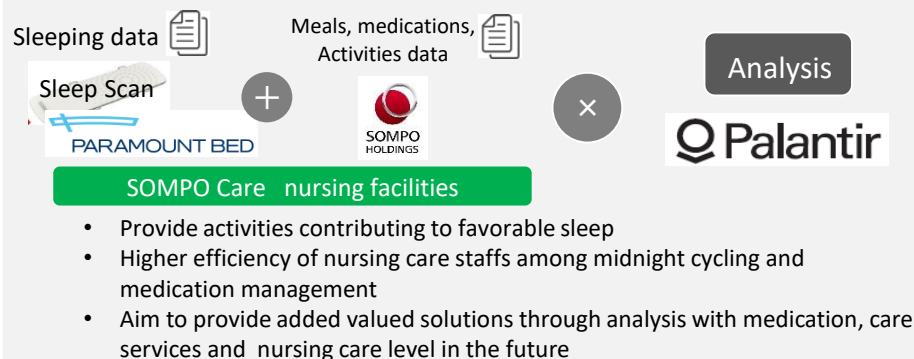 Sleeping data
Meals, medications,
Activities data
Analysis
Sleep Scan
+
×
PARAMOUNT BED
SOMPO
HOLDINGS
Palantir
SOMPO Care nursing facilities
• Provide activities contributing to favorable sleep
• Higher efficiency of nursing care staffs among midnight cycling and
medication management
• Aim to provide added valued solutions through analysis with medication, care
services and nursing care level in the future